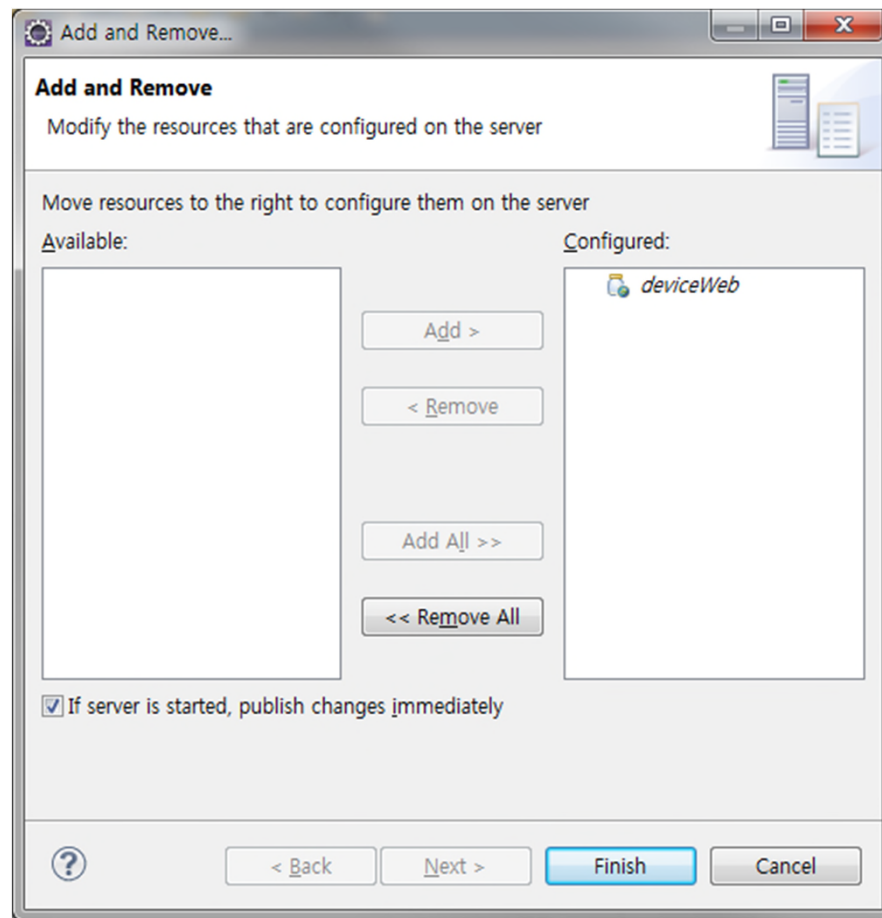 Add and Remove...
Add and Remove
Modify the resources that are configured on the server
Move resources to the right to configure them on the server
Available:
Configured:
deviceWeb
Add >
< Remove
Add All >>
<< Remove All
If server is started, publish changes immediately
?
< Back
Next >
Finish
Cancel